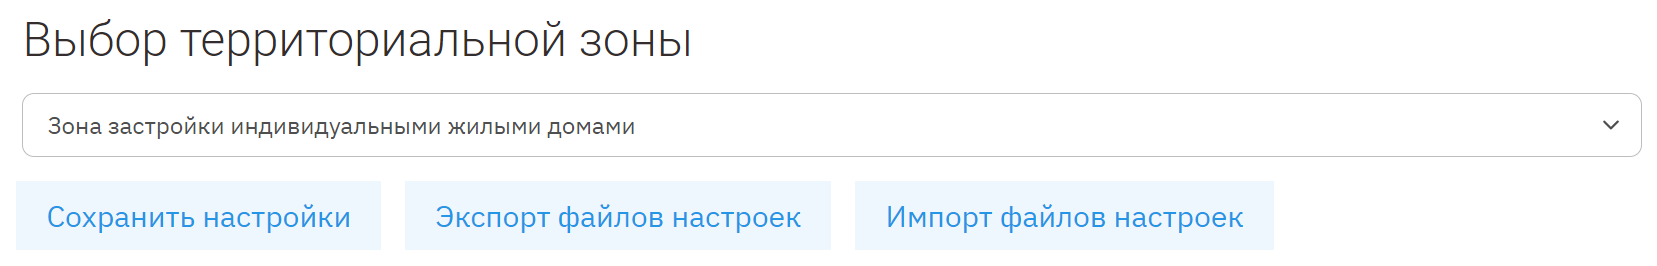 Выбор территориальной зоны
Зона застройки индивидуальными жилыми домами
Сохранить настройки Экспорт файлов настроек Импорт файлов настроек